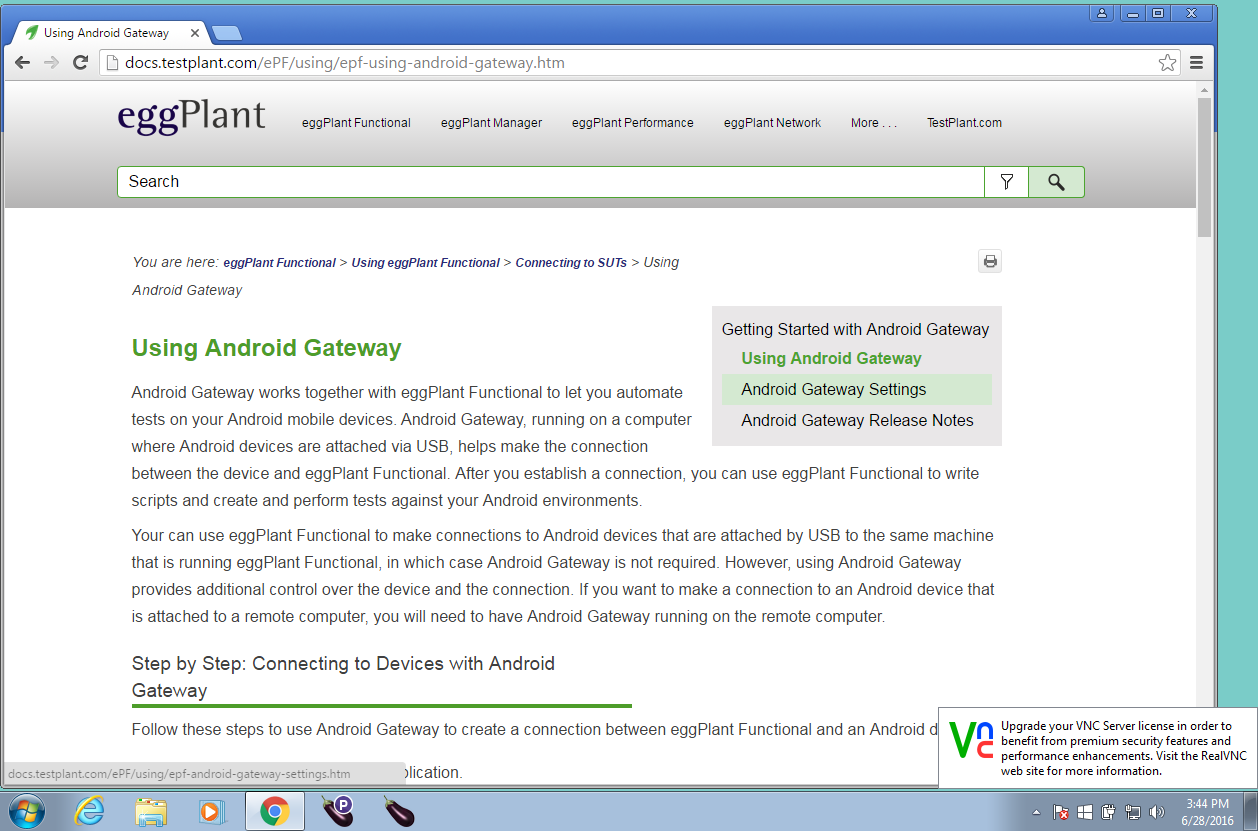 Using Android Gateway
docs.testplant.com/ePF/using/epf-using-android-gateway.htm
eggPlant
eggPlant Functional eggPlant Manager eggPlant Performance eggPlant Network More . . . TestPlant.com
Search
You are here: eggPlant Functional > Using eggPlant Functional > Connecting to SUTs > Using
Android Gateway
Getting Started with Android Gateway
Using Android Gateway
Android Gateway Settings
Android Gateway Release Notes
Using Android Gateway
Android Gateway works together with eggPlant Functional to let you automate
tests on your Android mobile devices. Android Gateway, running on a computer
where Android devices are attached via USB, helps make the connection
between the device and eggPlant Functional. After you establish a connection, you can use eggPlant Functional to write
scripts and create and perform tests against your Android environments.
Your can use eggPlant Functional to make connections to Android devices that are attached by USB to the same machine
that is running eggPlant Functional, in which case Android Gateway is not required. However, using Android Gateway
provides additional control over the device and the connection. If you want to make a connection to an Android device that
is attached to a remote computer, you will need to have Android Gateway running on the remote computer.
Step by Step: Connecting to Devices with Android
Gateway
Follow these steps to use Android Gateway to create a connection between eggPlant Functional and an Android d
plication.
docs.testplant.com/ePF/using/epf-android-gateway-settings.htm
Vnc
Upgrade your VNC Server license in order to
benefit from premium security features and
performance enhancements. Visit the RealVNC
web site for more information.
P
3:44 PM
6/28/2016